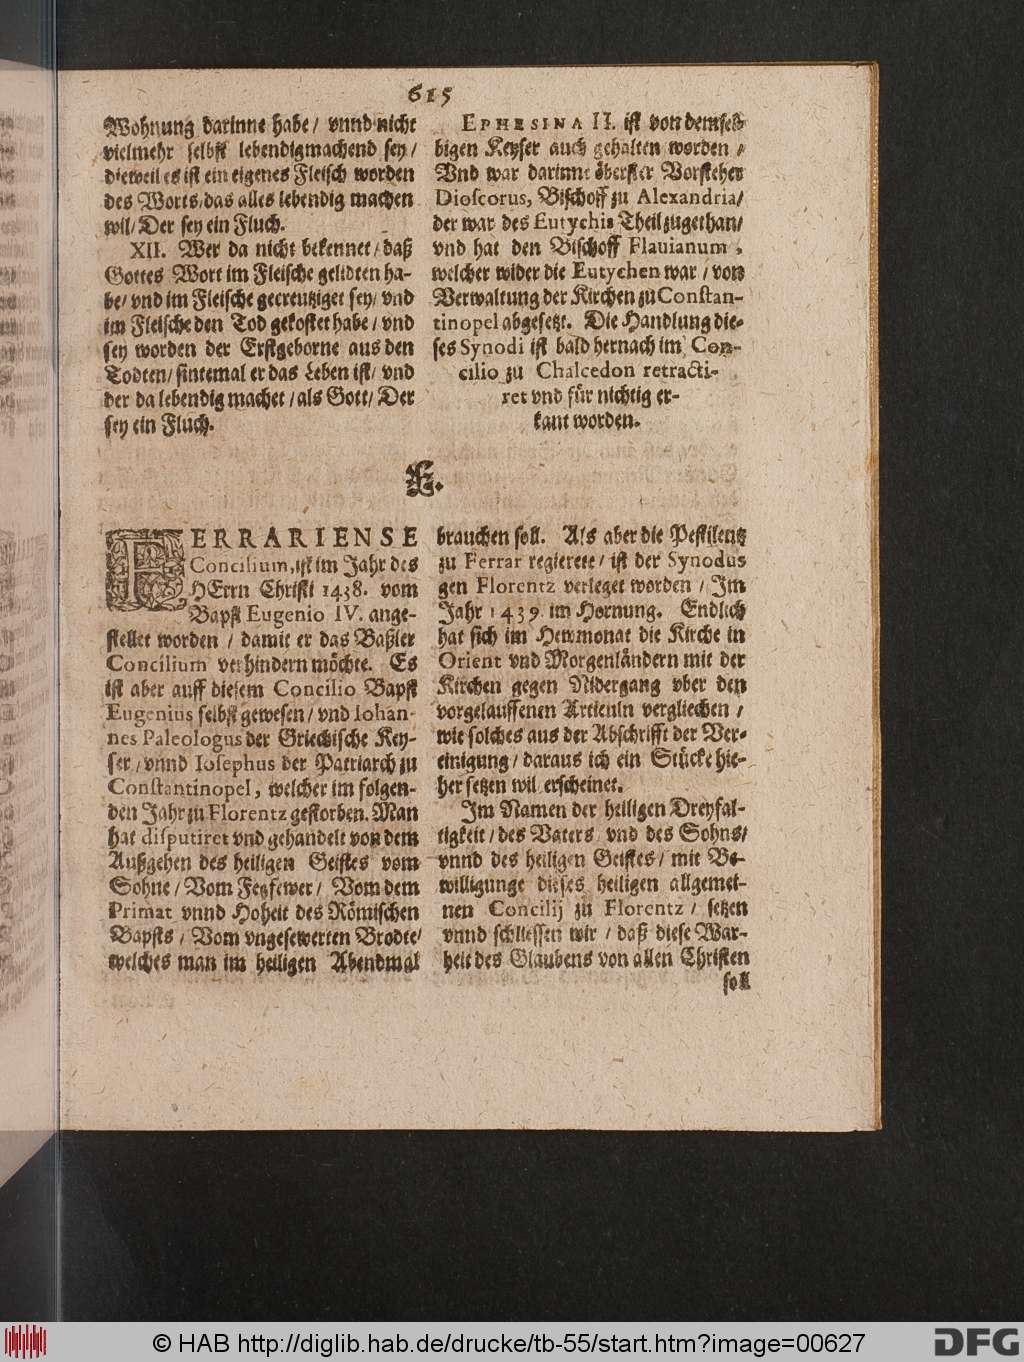 615
Wohnung darinne habe/ vnnd nicht
vielmehr selbst lebendigmachend sey/
dieweil es ist ein eigenes Fleisch worden
des Worts/das alles lebendig machen
wil/ Der sey ein Fluch.
XII. Wer da nicht bekennet/ daß
Gottes Wort im Fleische gelidten ha-
be/ vnd im Fleische gecreutziget sey/ vnd
im Fleische den Tod gekostet habe/ vnd
sey worden der Erstgeborne aus den
Todten/ sintemal er das Leben ist/ vnd
der da lebendig machet/ als Gott/ Der
sey ein Fluch.
EPHESINA II. ist von demsel-
bigen Keyser auch gehalten worden/
Vnd war darinne öberster Vorsteher
Dioscorus, Bischoff zu Alexandria/
der war des Eutychis Theil zugethan/
vnd hat den Bischoff Flauianum,
welcher wider die Eutychen war/ von
Verwaltung der Kirchen zu Constan-
tinopel abgesetzt. Die Handlung die-
ses Synodi ist bald hernach im Con-
cilio zu Chalcedon retracti-
ret vnd für nichtig er-
kant worden.
F.
FERRARIENSE
Concilium, ist im Jahr des
HErrn Christi 1438. vom
Bapst Eugenio IV. ange-
stellet worden/ damit er das Baßler
Concilium verhindern möchte. Es
ist aber auff diesem Concilio Bapst
Eugenius selbst gewesen/ vnd Iohan-
nes Paleologus der Griechische Key-
ser/ vnnd Iosephus der Patriarch zu
Constantinopel, welcher im folgen-
den Jahr zu Florentz gestorben. Man
hat disputiret vnd gehandelt von dem
Außgehen des heiligen Geistes vom
Sohne/ Vom Fegfewer/ Vom dem
Primat vnnd Hoheit des Römischen
Bapsts/ Vom vngesewerten Brodte/
welches man im heiligen Abendmal
brauchen soll. Als aber die Pestilentz
zu Ferrar regierete/ ist der Synodus
gen Florentz verleget worden/ Im
Jahr 1439. im Hornung. Endlich
hat sich im Hewmonat die Kirche in
Orient vnd Morgenländern mit der
Kirchen gegen Nidergang vber den
vorgelauffenen Articuln vergliechen/
wie solches aus der Abschrifft der Ver-
einigung/ daraus ich ein Stücke hie-
her setzen wil erscheinet.
Im Namen der heiligen Dreyfal-
tigkeit/ des Vaters vnd des Sohns/
vnnd des heiligen Geistes/ mit Be-
willigunge dieses heiligen allgemei-
nen Concilij zu Florentz/ setzen
vnnd schliessen wir/ daß diese War-
heit des Glaubens von allen Christen
soll
© HAB http://diglib.hab.de/drucke/tb-55/start.htm?image=00627
DFG